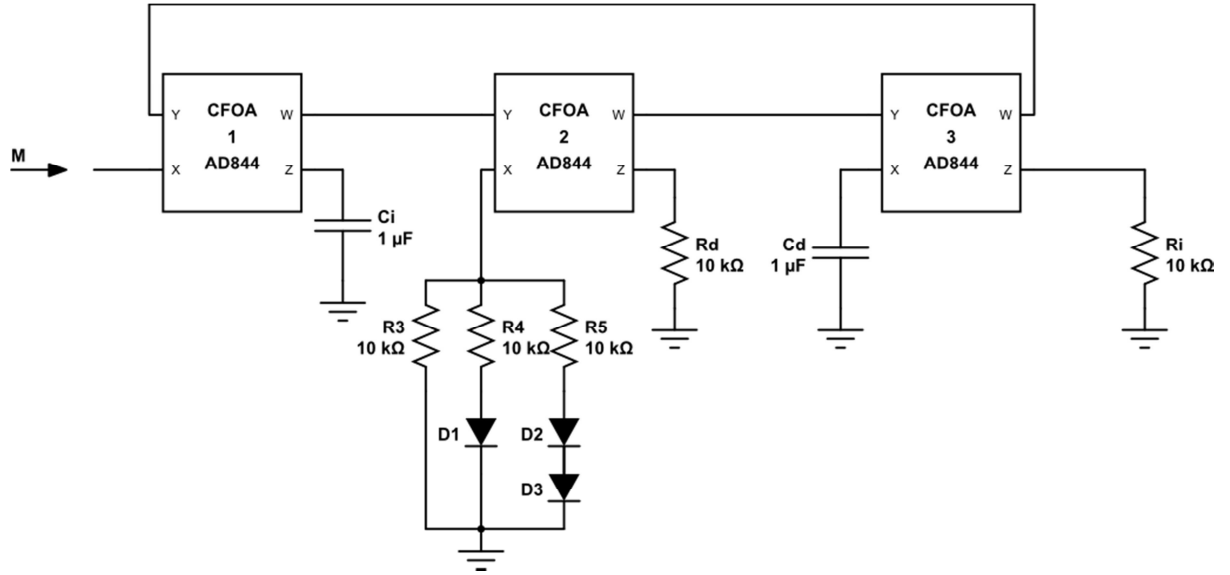 CFOA
1
AD844
Y
W
X
Z
CFOA
2
AD844
Y
W
X
Z
CFOA
3
AD844
Y
W
X
Z
M
Ci
1 µF
Rd
10 kΩ
Cd
1 µF
Ri
10 kΩ
R3
10 kΩ
R4
10 kΩ
R5
10 kΩ
D1
D2
D3